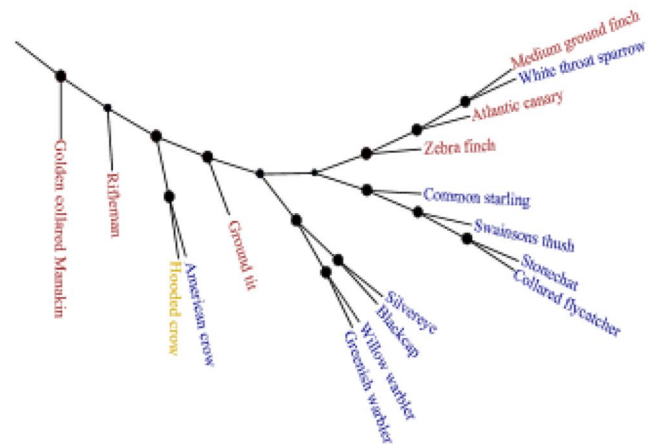 Medium ground finch
White throat sparrow
Atlantic canary
Zebra finch
Common starling
Swainsons thush
Stonechat
Collared flycatcher
Silvereye
Blackcap
Willow warbler
Greenish warbler
Ground tit
American crow
Hooded crow
Rifleman
Golden collared Manakin